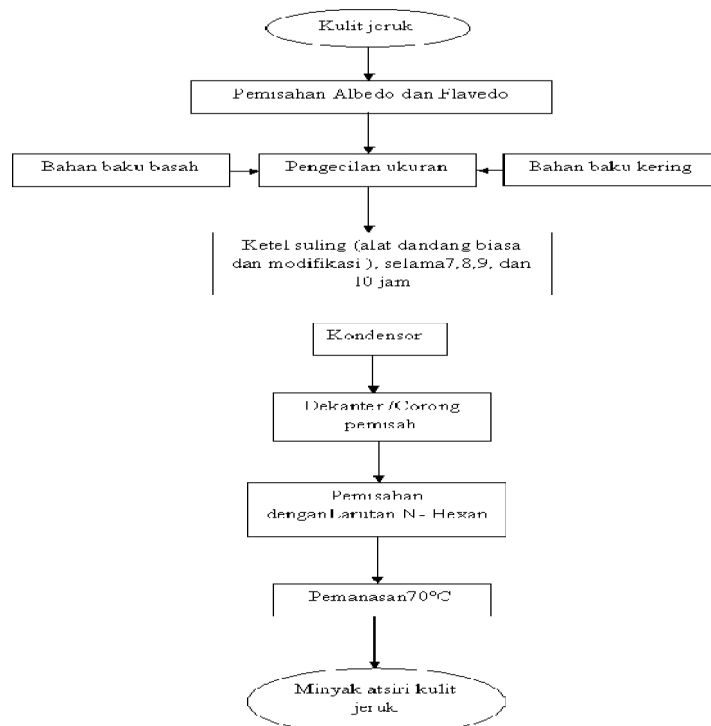 Kulit jeruk
Pemisahan Albedo dan Flavedo
Bahan baku basah
Pengecilan ukuran
Bahan baku kering
Ketel suling (alat dandang biasa
dan modifikasi ), selama7,8,9, dan
10 jam
Kondensor
Dekanter /Corong
pemisah
Pemisahan
denganLarutan N- Hexan
Pemanasan70°C
Minyak atsiri kulit
jeruk